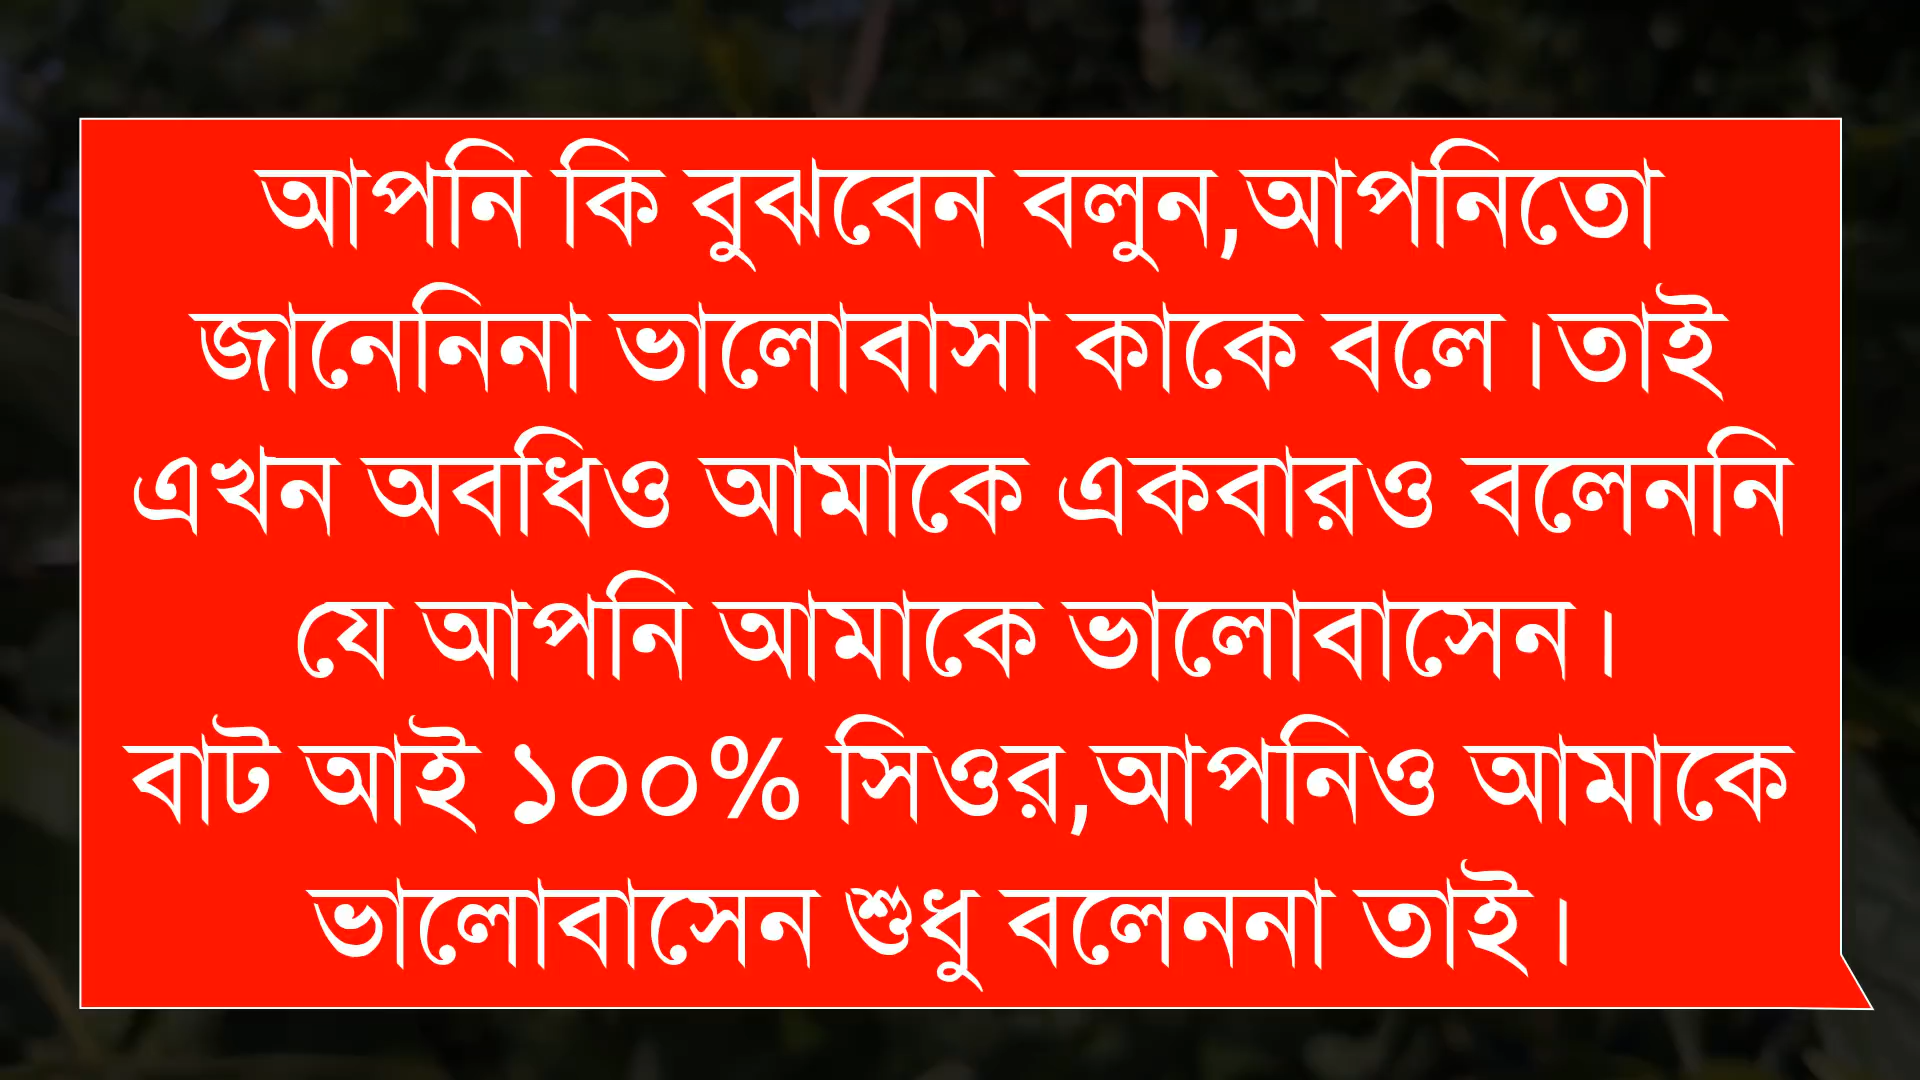 আপনি কি বুঝবেন বলুন,আপনিতো
জানেনিনা ভালোবাসা কাকে বলে।তাই
এখন অবধিও আমাকে একবারও বলেননি
যে আপনি আমাকে ভালোবাসেন।
বাট আই ১০০% সিওর,আপনিও আমাকে
ভালোবাসেন শুধু বলেননা তাই।